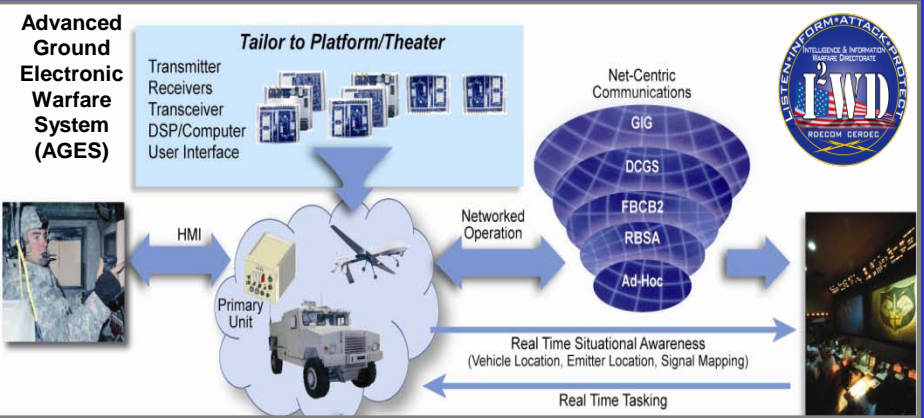 Advanced
Ground
Electronic
Warfare
System
(AGES)
Tailor to Platform/Theater
Transmitter
Receivers
Transceiver
DSP/Computer
User Interface
Net-Centric
Communications
GIG
DCGS
FBCB2
RBSA
Ad-Hoc
LISTEN★INFORM★ATTACK★PROTECT
INTELLIGENCE & INFORMATION
WARFARE DIRECTORATE
I2WD
RDECOM CERDEC
HMI
Primary
Unit
Networked
Operation
Real Time Situational Awareness
(Vehicle Location, Emitter Location, Signal Mapping)
Real Time Tasking